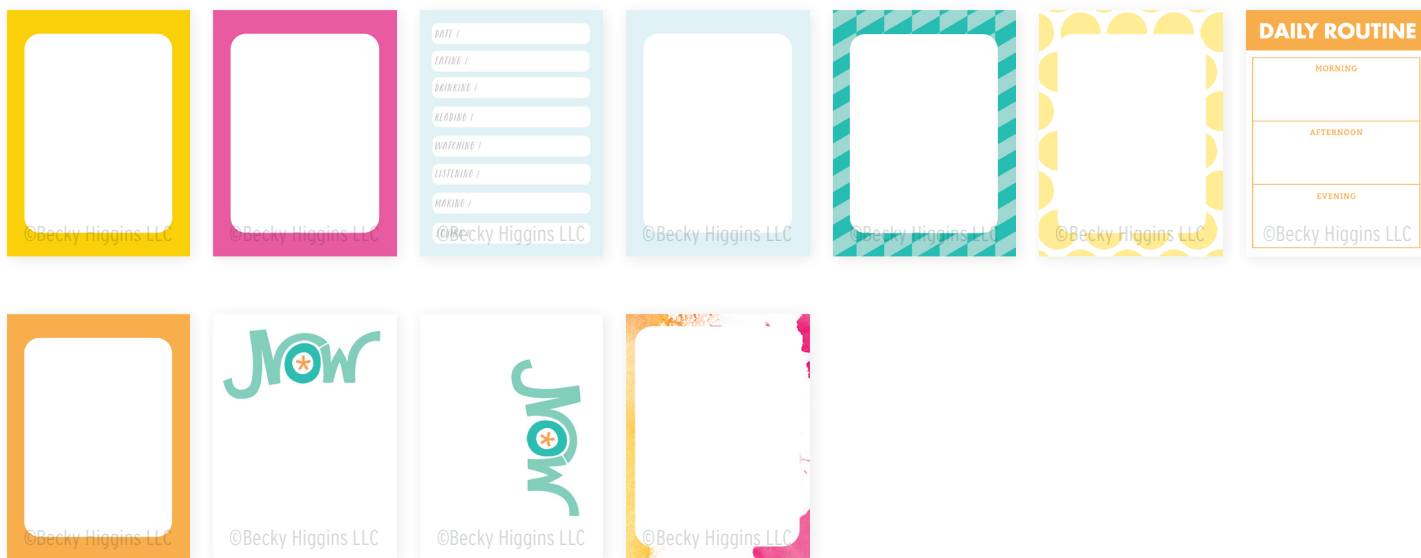 DATE /
EATING /
DRINKING /
READING /
WATCHING /
LISTENING /
MAKING /
DAILY ROUTINE
MORNING
AFTERNOON
EVENING
©Becky Higgins LLC
©Becky Higgins LLC
©Becky Higgins LLC
©Becky Higgins LLC
©Becky Higgins LLC
©Becky Higgins LLC
©Becky Higgins LLC
NOW
NOW
©Becky Higgins LLC
©Becky Higgins LLC
©Becky Higgins LLC
©Becky Higgins LLC